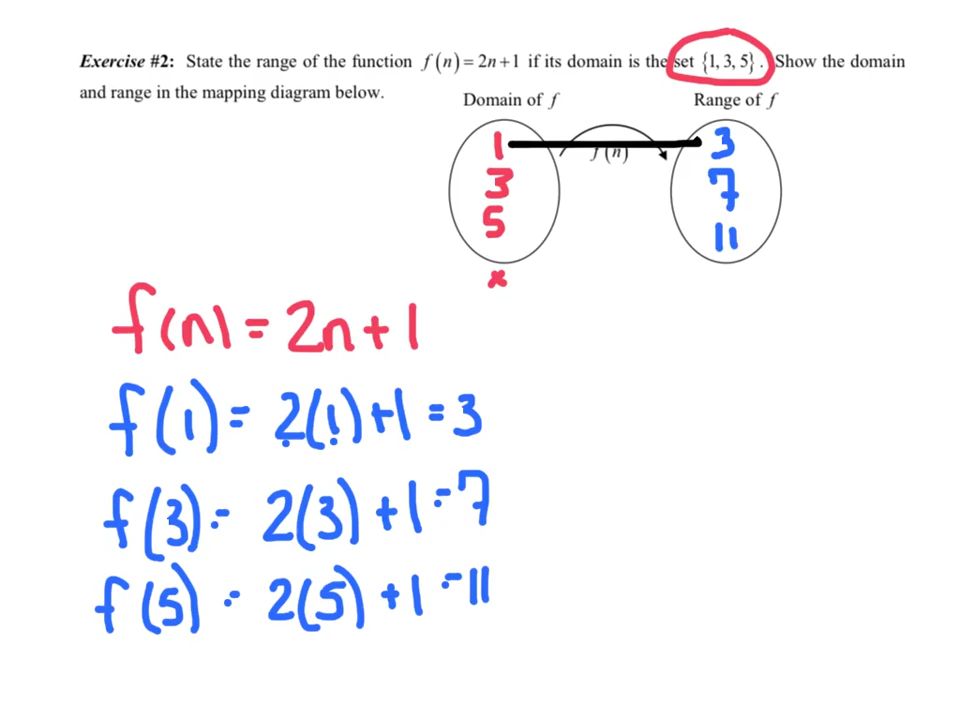 Exercise #2: State the range of the function f(n) = 2n+1 if its domain is the set {1, 3, 5}. Show the domain
and range in the mapping diagram below.
Domain of f
Range of f
1
3
5
x
f(n)
3
7
11
f(n) = 2n+1
f(1) = 2(1)+1 = 3
f(3) = 2(3)+1 = 7
f(5) = 2(5)+1 = 11